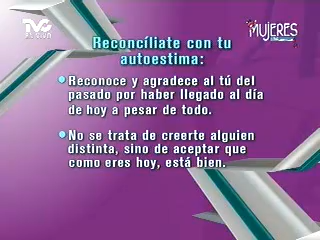 TVC
MUJERES
Reconcíliate con tu
autoestima:
Reconoce y agradece al tú del
pasado por haber llegado al día
de hoy a pesar de todo.
No se trata de creerte alguien
distinta, sino de aceptar que
como eres hoy, está bien.